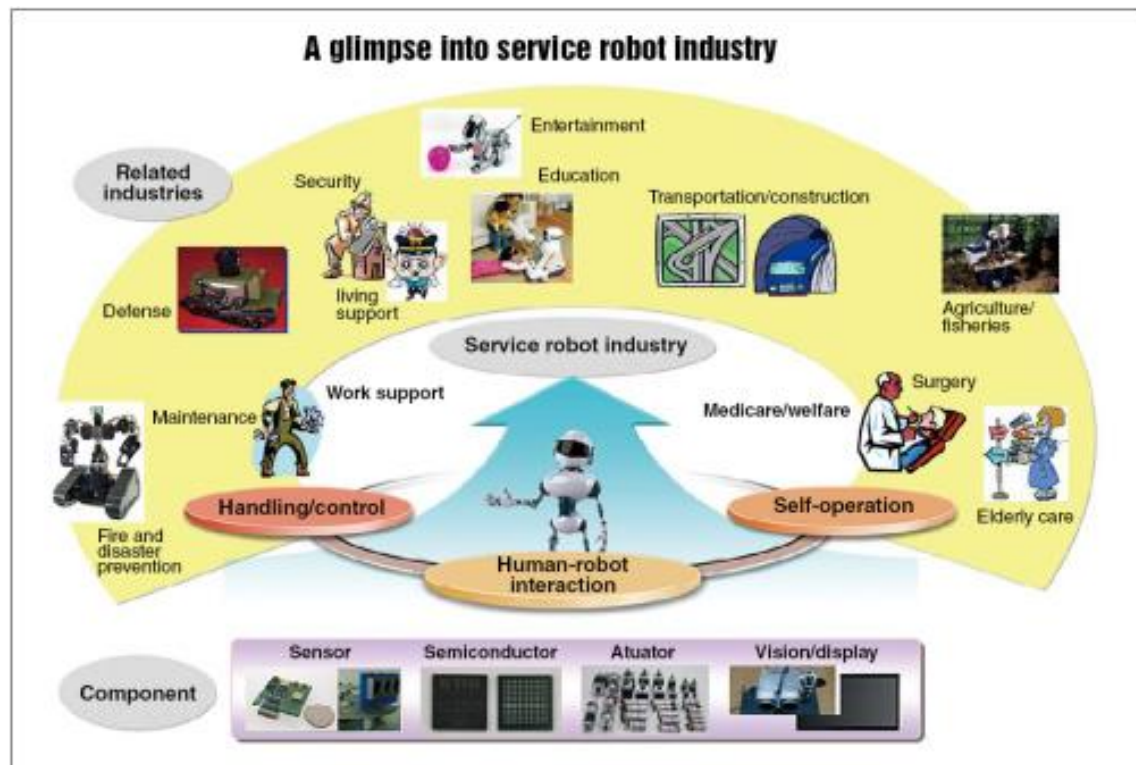 A glimpse into service robot industry
Related
industries
Entertainment
Education
Security
living
support
Transportation/construction
Defense
Agriculture/
fisheries
Service robot industry
Work support
Maintenance
Medicare/welfare
Surgery
Handling/control
Self-operation
Elderly care
Fire and
disaster
prevention
Human-robot
interaction
Component
Sensor
Semiconductor
Atuator
Vision/display